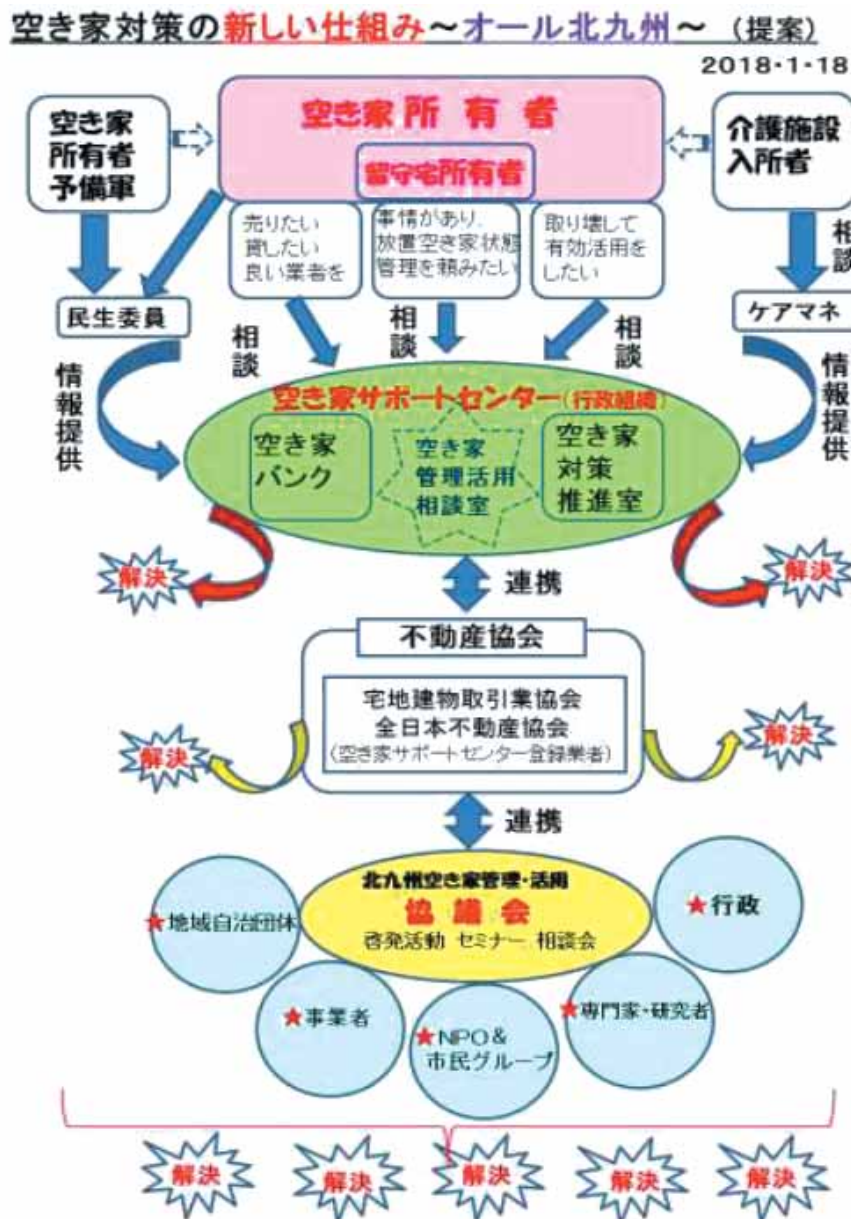 空き家対策の新しい仕組み～オール北九州～ (提案)
2018・1・18
空き家
所有者
予備軍
空き家所有者
留守宅所有者
介護施設
入所者
売りたい
貸したい
良い業者を
事情があり、
放置空き家状態
管理を頼みたい
取り壊して
有効活用を
したい
相談
民生委員
ケアマネ
相談
相談
相談
情報提供
情報提供
空き家サポートセンター(行政組織)
空き家
バンク
空き家
管理活用
相談室
空き家
対策
推進室
解決
解決
連携
不動産協会
宅地建物取引業協会
全日本不動産協会
(空き家サポートセンター登録業者)
解決
解決
連携
北九州空き家管理・活用
協議会
啓発活動 セミナー 相談会
★地域自治団体
★行政
★事業者
★NPO&
市民グループ
★専門家・研究者
解決
解決
解決
解決
解決